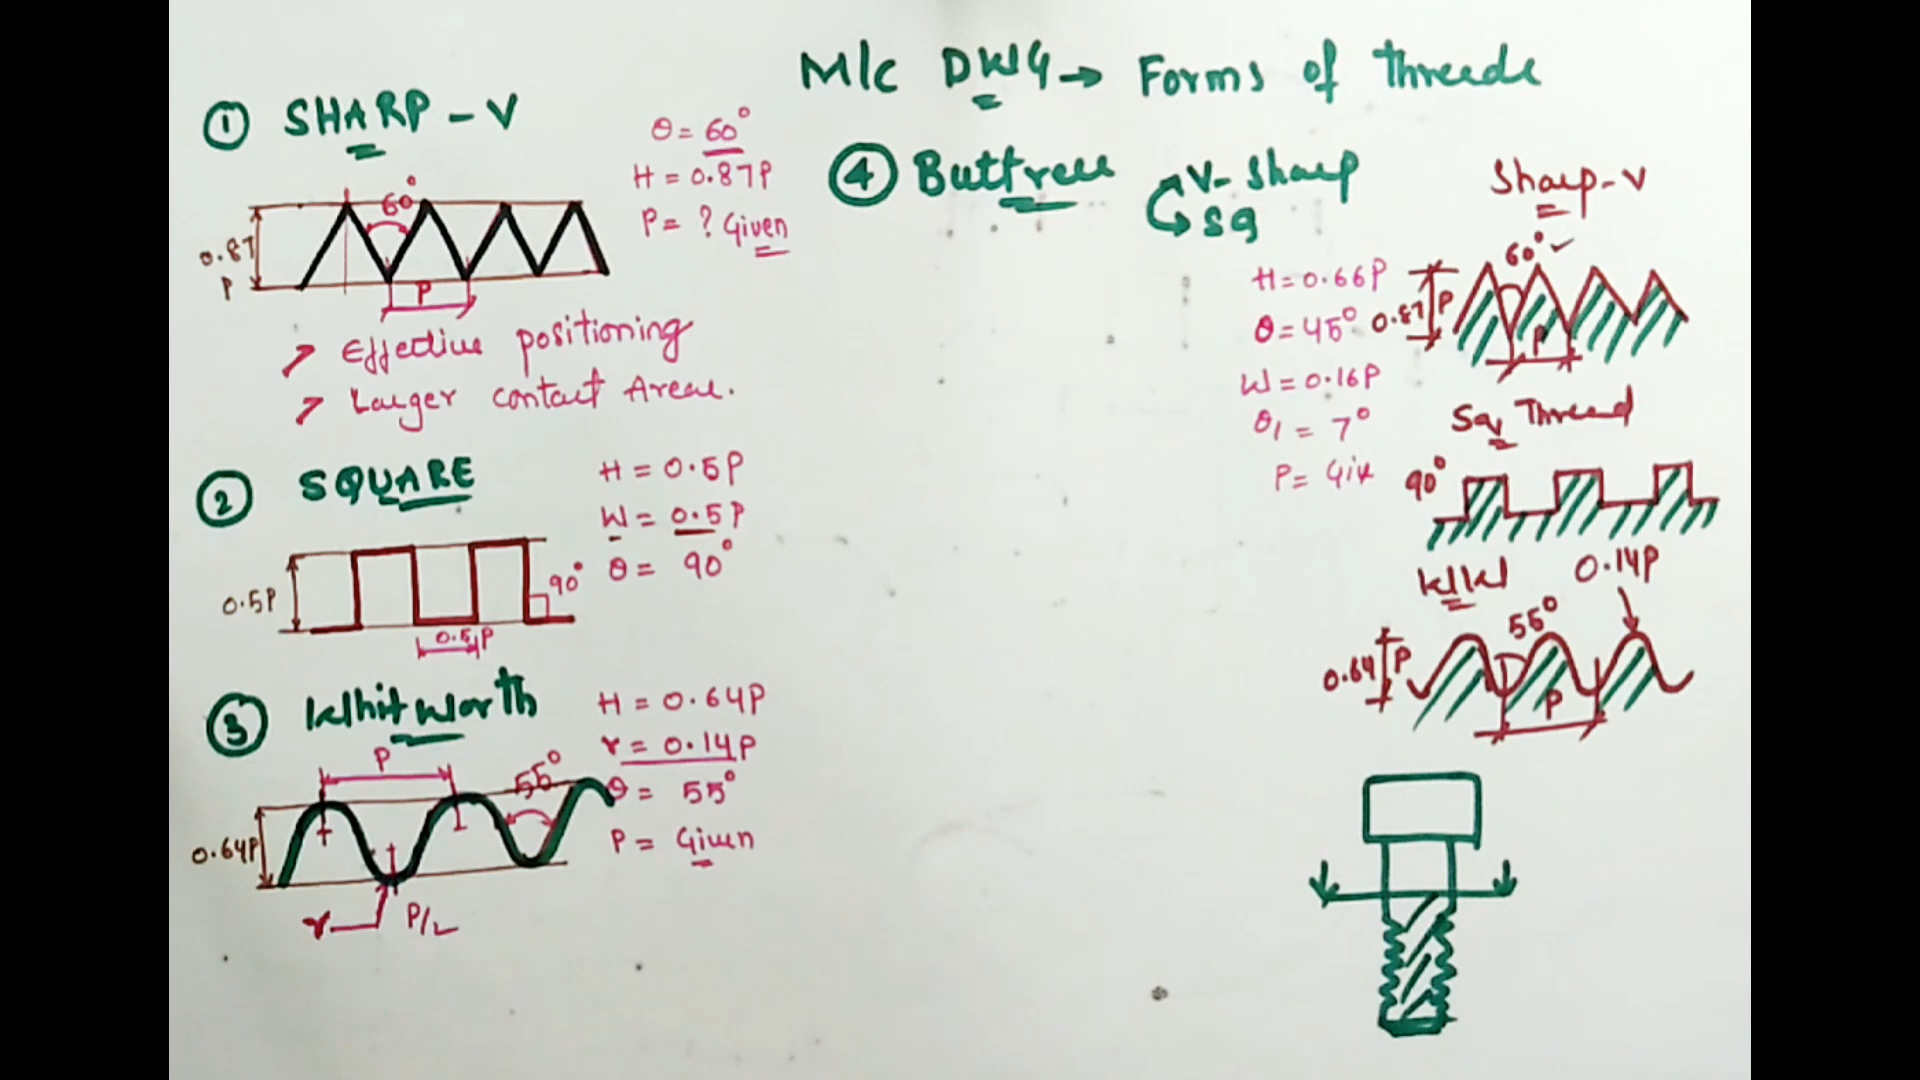 M/c DWG → Forms of threads
① SHARP - V
θ = 60°
H = 0.87P
P = ? Given
60°
0.87
P
P
→ Effective positioning
→ Larger contact Area.
② SQUARE
H = 0.5P
W = 0.5P
θ = 90°
90°
0.5P
0.5P
③ Whitworth
H = 0.64P
r = 0.14P
θ = 55°
P = Given
P
55°
0.64P
r
P/2
④ Buttress
V- Sharp
Sq
H = 0.66P
θ = 45°
W = 0.16P
θ1 = 7°
P = Giv
Sharp-V
60° ✓
0.87 P
P
Sq Thread
90°
W/W
0.14P
55°
0.64 P
P